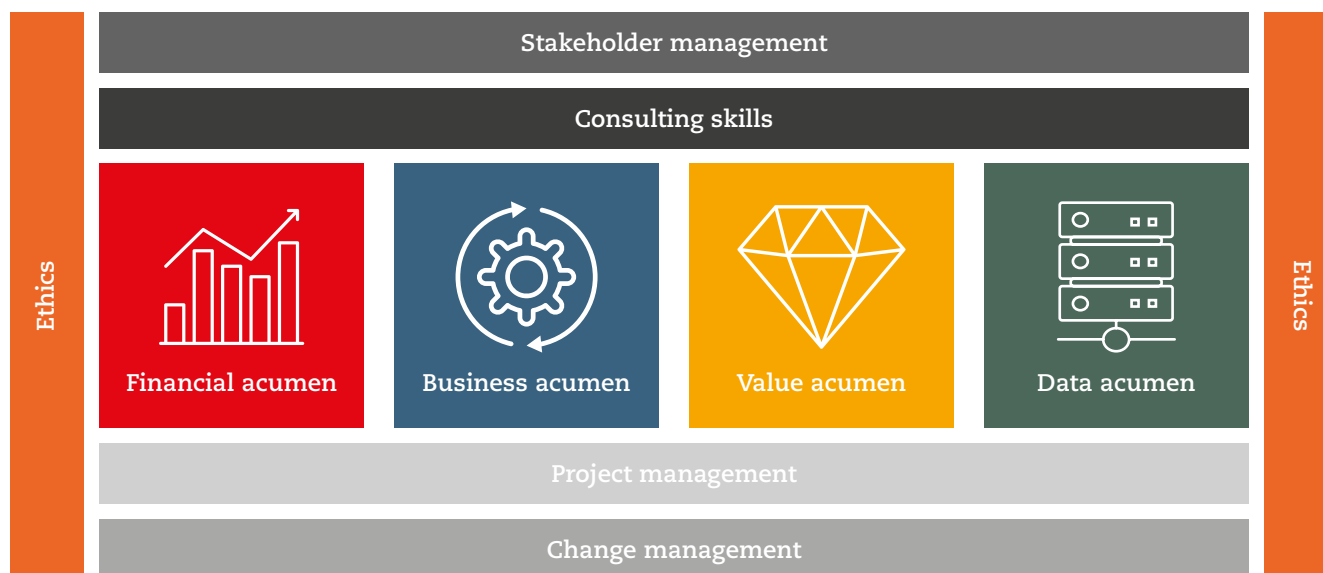 Stakeholder management
Consulting skills
Ethics
Financial acumen
Business acumen
Value acumen
Data acumen
Ethics
Project management
Change management